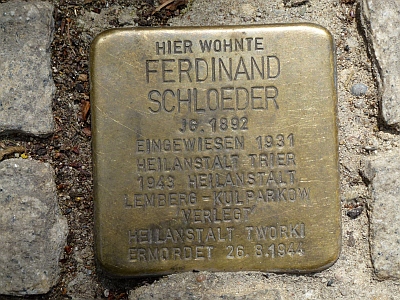 HIER WOHNTE
FERDINAND
SCHLOEDER
JG. 1892
EINGEWIESEN 1931
HEILANSTALT TRIER
1943 HEILANSTALT
LEMBERG - KULPARKOW
VERLEGT
HEILANSTALT TWORKI
ERMORDET 26.8.1944